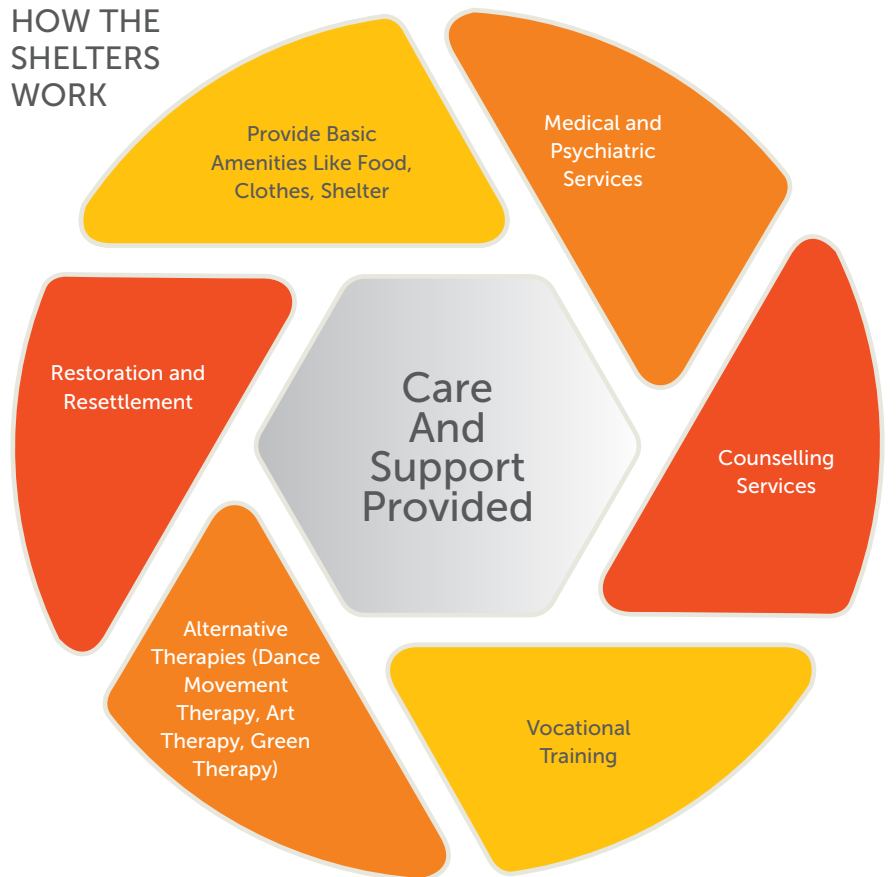 HOW THE
SHELTERS
WORK
Provide Basic
Amenities Like Food,
Clothes, Shelter
Medical and
Psychiatric
Services
Counselling
Services
Vocational
Training
Alternative
Therapies (Dance
Movement
Therapy, Art
Therapy, Green
Therapy)
Restoration and
Resettlement
Care
And
Support
Provided